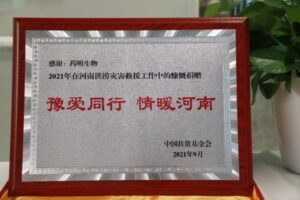 感谢：药明生物
2021年在河南洪涝灾害救援工作中的慷慨捐赠
豫爱同行 情暖河南
中国扶贫基金会
2021年9月